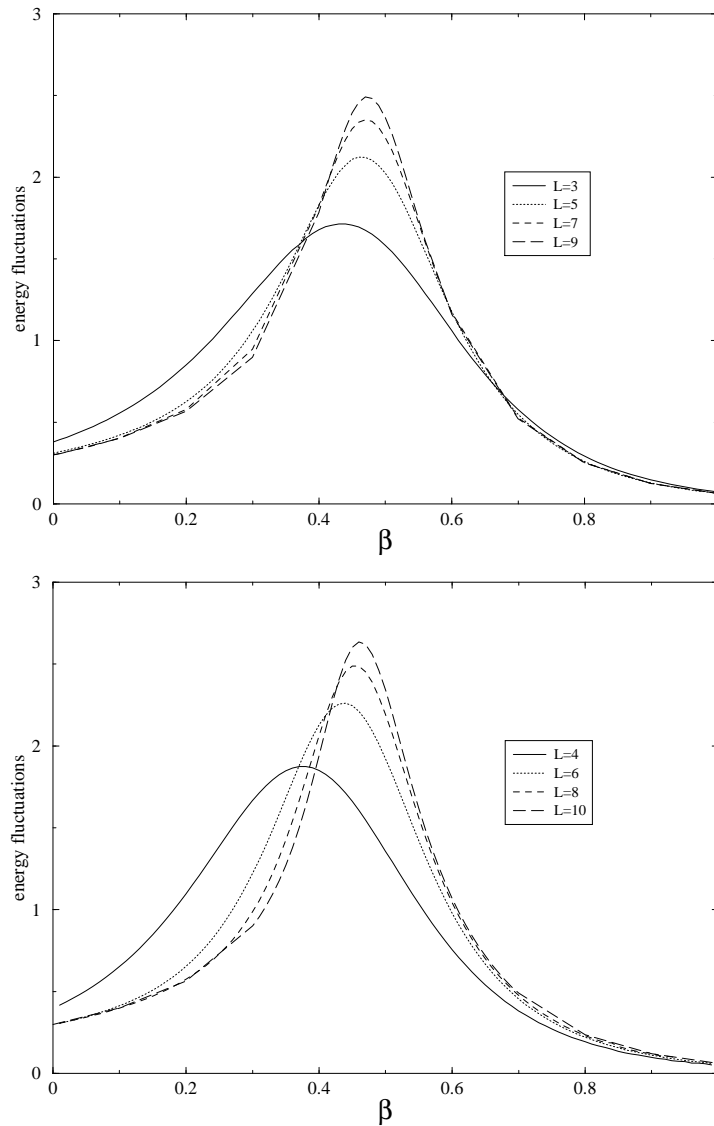 3
2
1
0
energy fluctuations
L=3
L=5
L=7
L=9
0 0.2 0.4 0.6 0.8
β
3
2
1
0
energy fluctuations
L=4
L=6
L=8
L=10
0 0.2 0.4 0.6 0.8
β